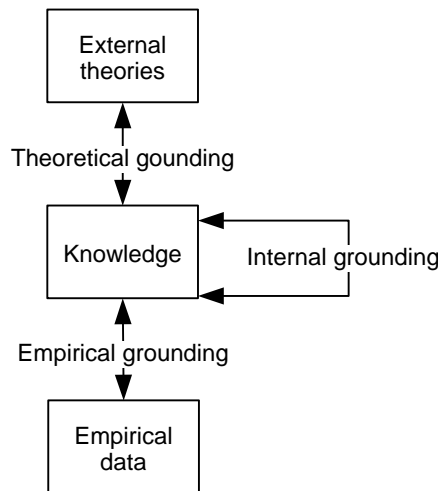 External
theories
Theoretical gounding
Knowledge
Internal grounding
Empirical grounding
Empirical
data